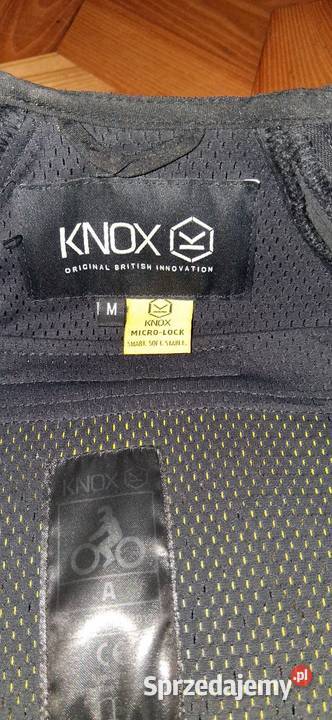 KNOX
ORIGINAL BRITISH INNOVATION
M
KNOX
MICRO-LOCK
SMART. SOFT. STABLE.
KNOX
A
CE
Sprzedajemy.pl